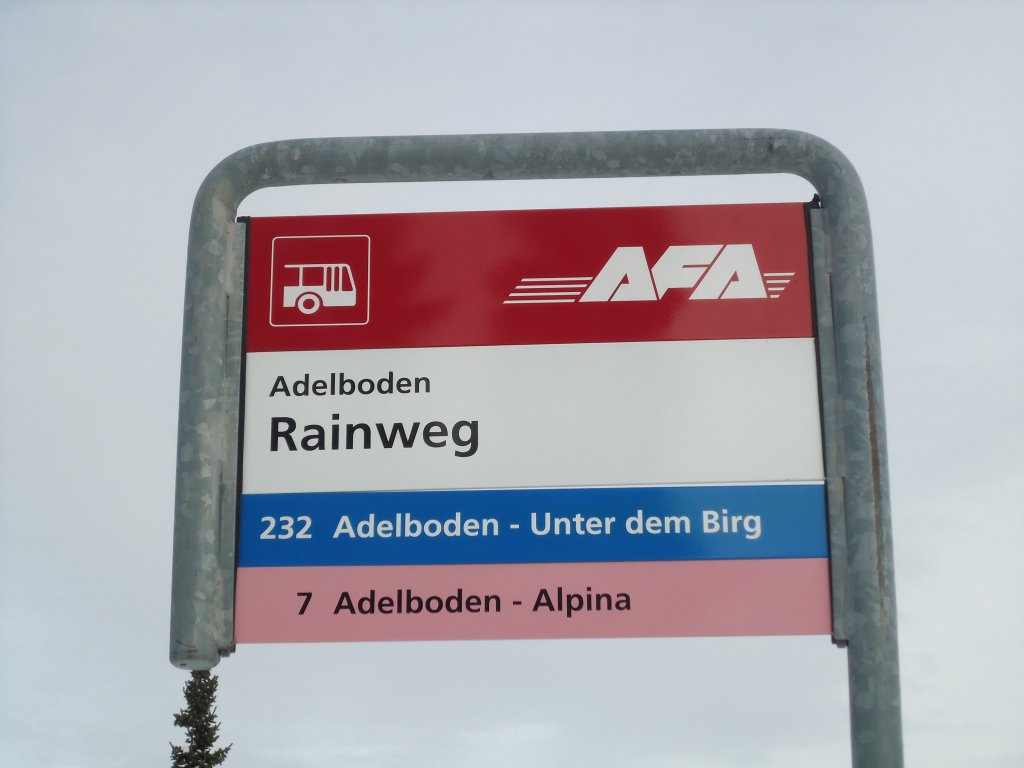 AFA
Adelboden
Rainweg
232 Adelboden - Unter dem Birg
7 Adelboden - Alpina